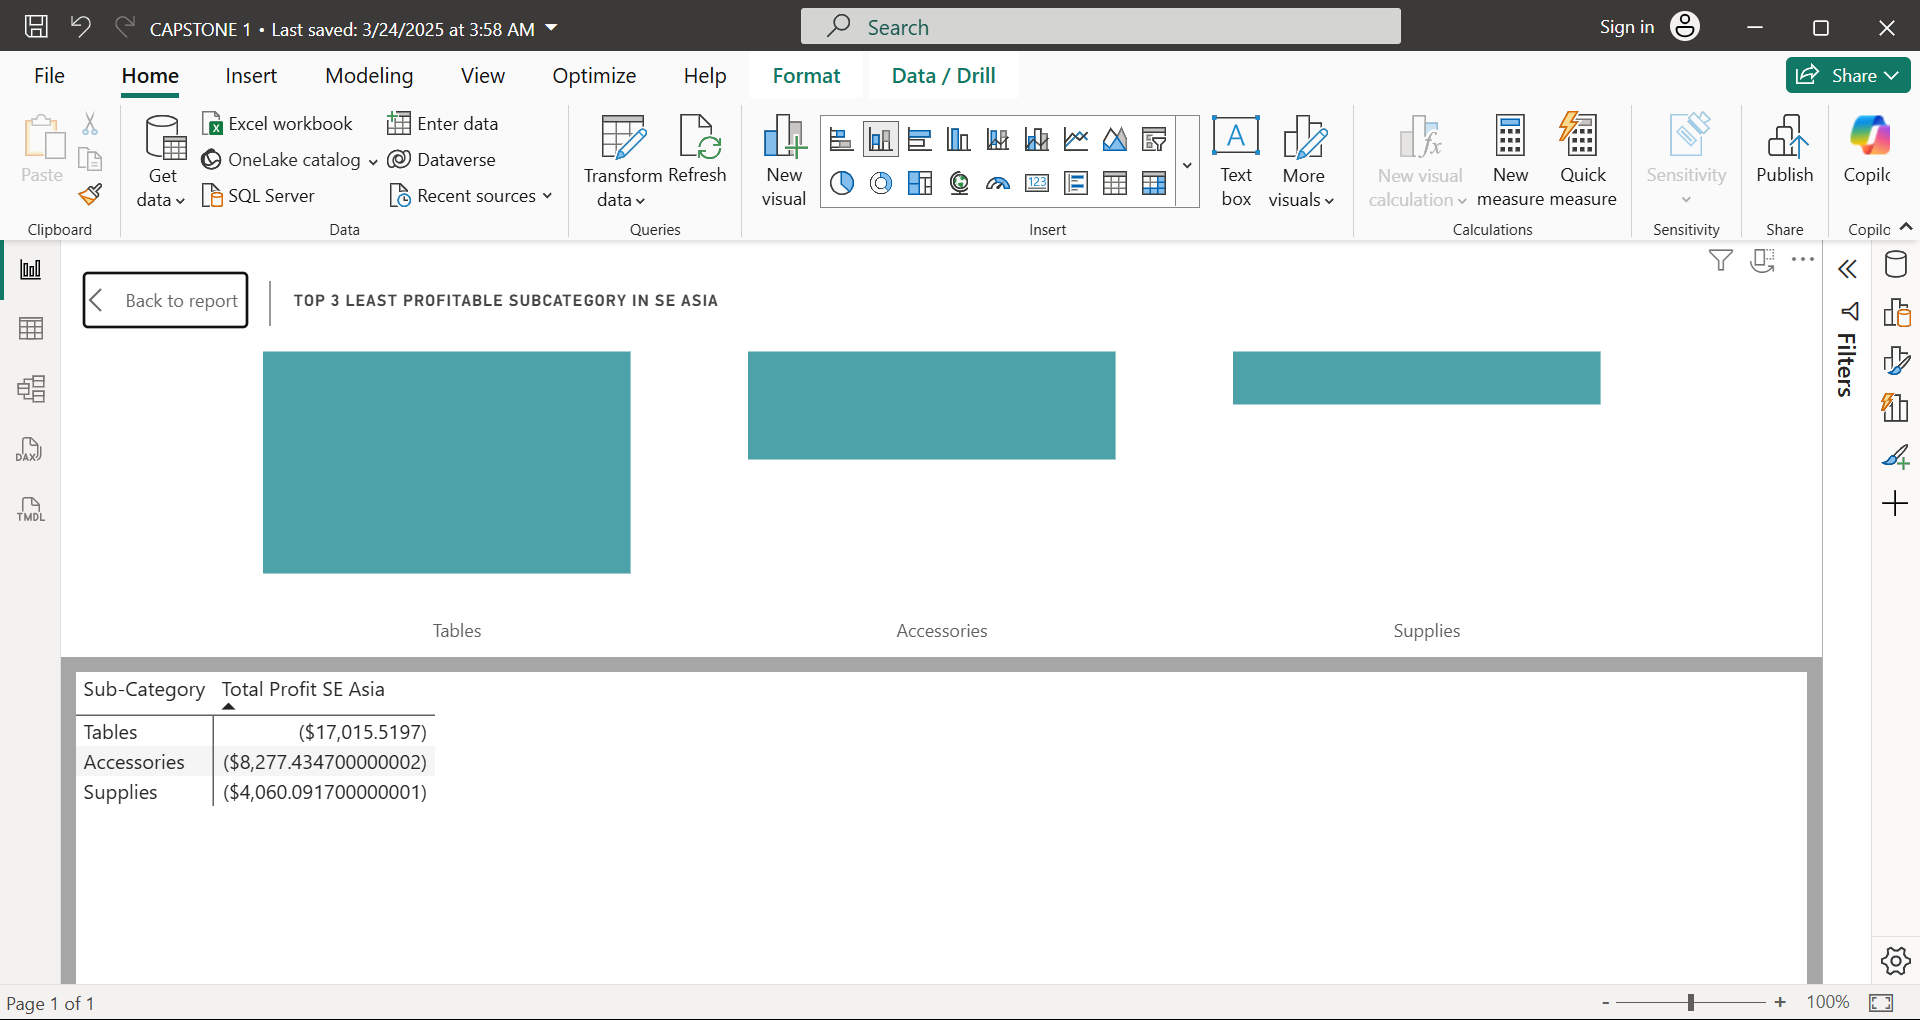 CAPSTONE 1 • Last saved: 3/24/2025 at 3:58 AM
Search
Sign in
File
Home
Insert
Modeling
View
Optimize
Help
Format
Data / Drill
Share
Paste
Clipboard
Get
data
Excel workbook
OneLake catalog
SQL Server
Enter data
Dataverse
Recent sources
Data
Transform
data
Refresh
Queries
New
visual
123
A
Text
box
More
visuals
Insert
fx
New visual
calculation
New
measure
Quick
measure
Calculations
Sensitivity
Sensitivity
Publish
Share
Copilc
Copilc
DAX
TMDL
Back to report
TOP 3 LEAST PROFITABLE SUBCATEGORY IN SE ASIA
Filters
Tables
Accessories
Supplies
Sub-Category Total Profit SE Asia
Tables ($17,015.5197)
Accessories ($8,277.434700000002)
Supplies ($4,060.091700000001)
Page 1 of 1
- + 100%